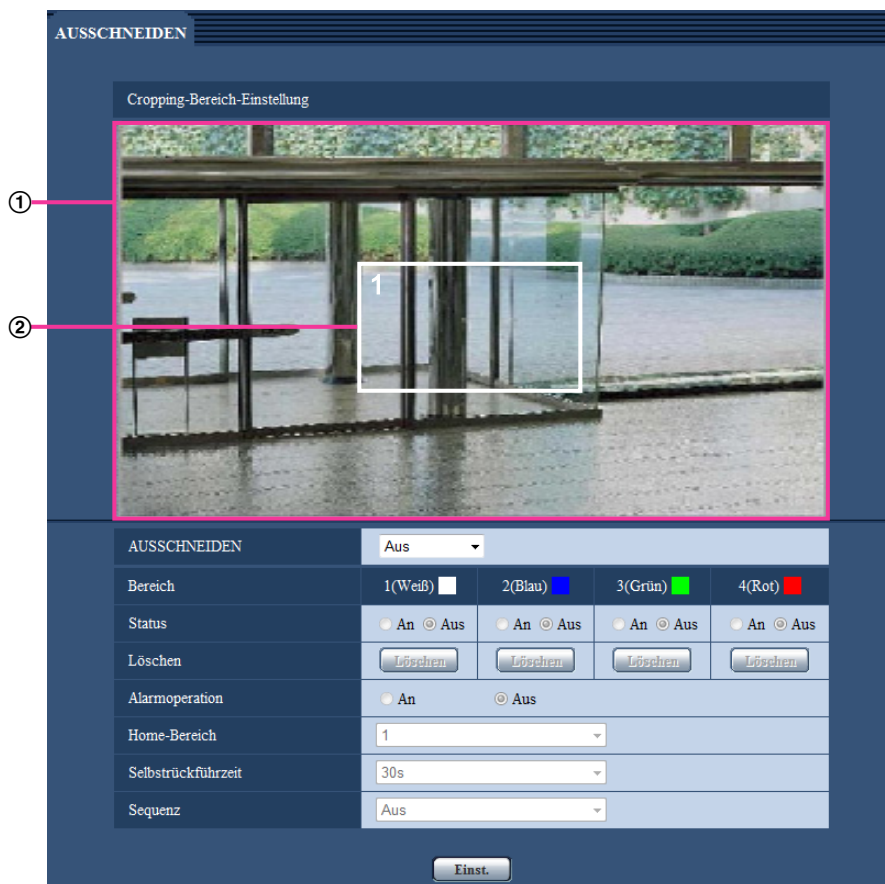 AUSSCHNEIDEN
Cropping-Bereich-Einstellung
①
1
②
AUSSCHNEIDEN Aus
Bereich 1(Weiß) 2(Blau) 3(Grün) 4(Rot)
Status An Aus An Aus An Aus An Aus
Löschen Löschen Löschen Löschen Löschen
Alarmoperation An Aus
Home-Bereich 1
Selbstrückführzeit 30s
Sequenz Aus
Einst.